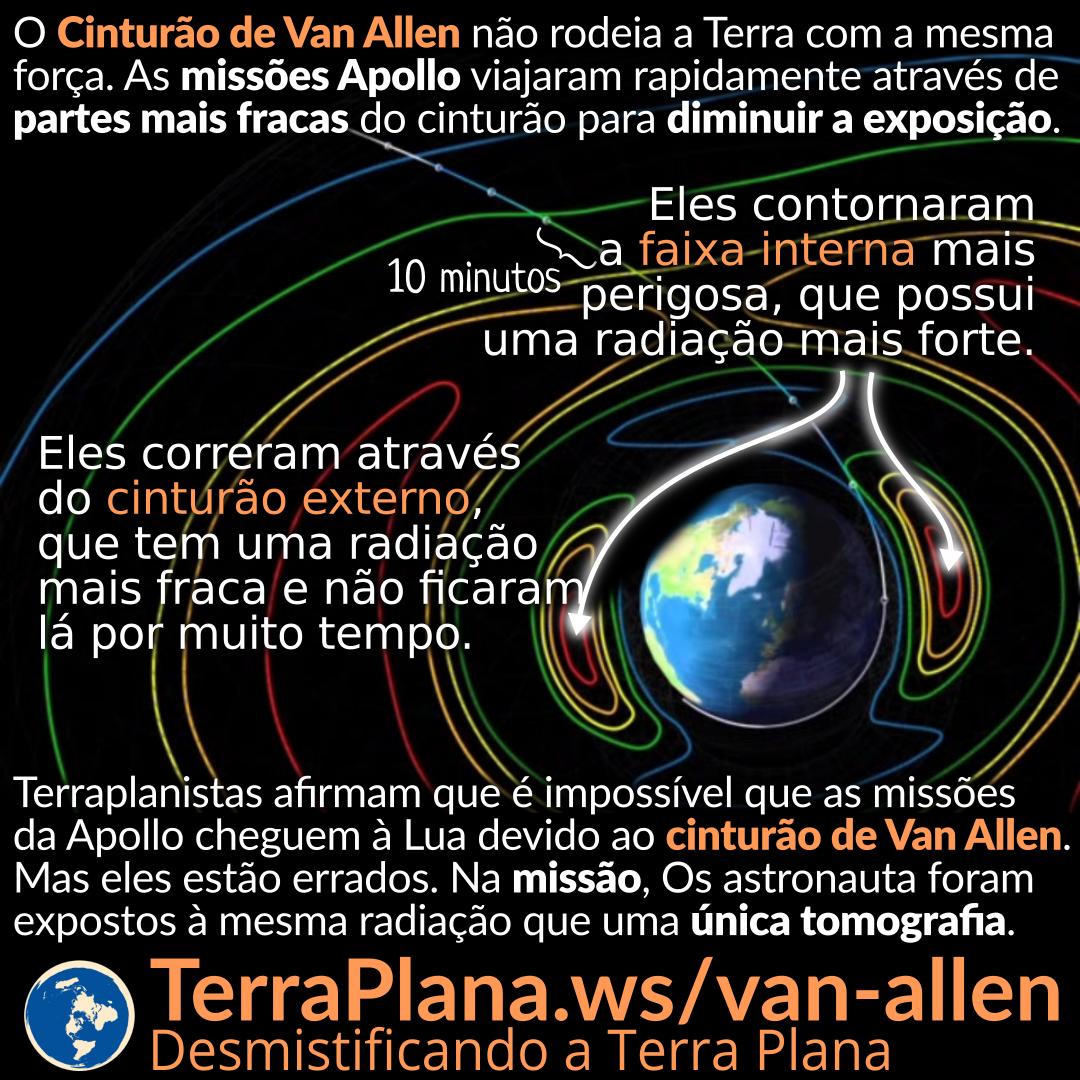 O Cinturão de Van Allen não rodeia a Terra com a mesma
força. As missões Apollo viajaram rapidamente através de
partes mais fracas do cinturão para diminuir a exposição.
Eles contornaram
a faixa interna mais
perigosa, que possui
uma radiação mais forte.
10 minutos
Eles correram através
do cinturão externo,
que tem uma radiação
mais fraca e não ficaram
lá por muito tempo.
Terraplanistas afirmam que é impossível que as missões
da Apollo cheguem à Lua devido ao cinturão de Van Allen.
Mas eles estão errados. Na missão, Os astronauta foram
expostos à mesma radiação que uma única tomografia.
TerraPlana.ws/van-allen
Desmistificando a Terra Plana